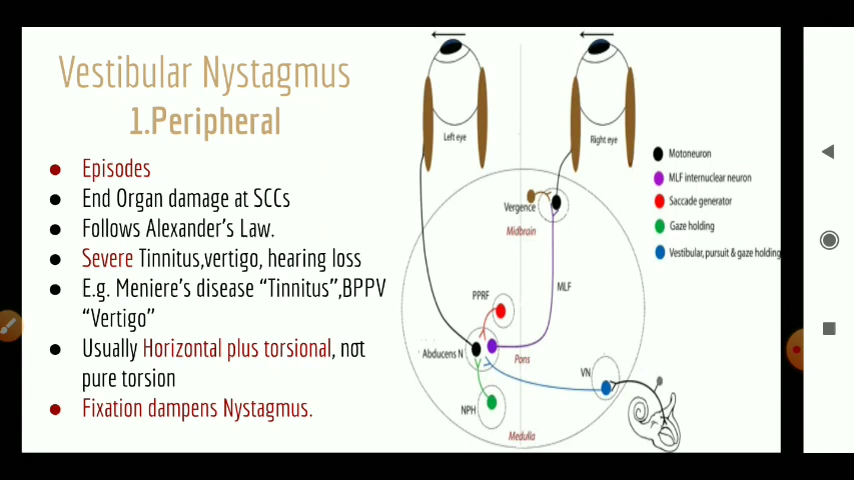 Vestibular Nystagmus
1.Peripheral
Episodes
End Organ damage at SCCs
Follows Alexander's Law.
Severe Tinnitus,vertigo, hearing loss
E.g. Meniere's disease "Tinnitus",BPPV
"Vertigo"
Usually Horizontal plus torsional, not
pure torsion
Fixation dampens Nystagmus.
Left eye
Right eye
Motoneuron
MLF internuclear neuron
Saccade generator
Gaze holding
Vestibular, pursuit & gaze holding
Vergence
Midbrain
MLF
PPRF
Abducens N
Pons
VN
NPH
Medulla